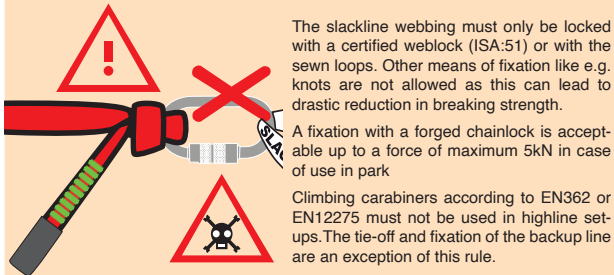 The slackline webbing must only be locked
with a certified weblock (ISA:51) or with the
sewn loops. Other means of fixation like e.g.
knots are not allowed as this can lead to
drastic reduction in breaking strength.
A fixation with a forged chainlock is accept-
able up to a force of maximum 5kN in case
of use in park
Climbing carabiners according to EN362 or
EN12275 must not be used in highline set-
ups.The tie-off and fixation of the backup line
are an exception of this rule.